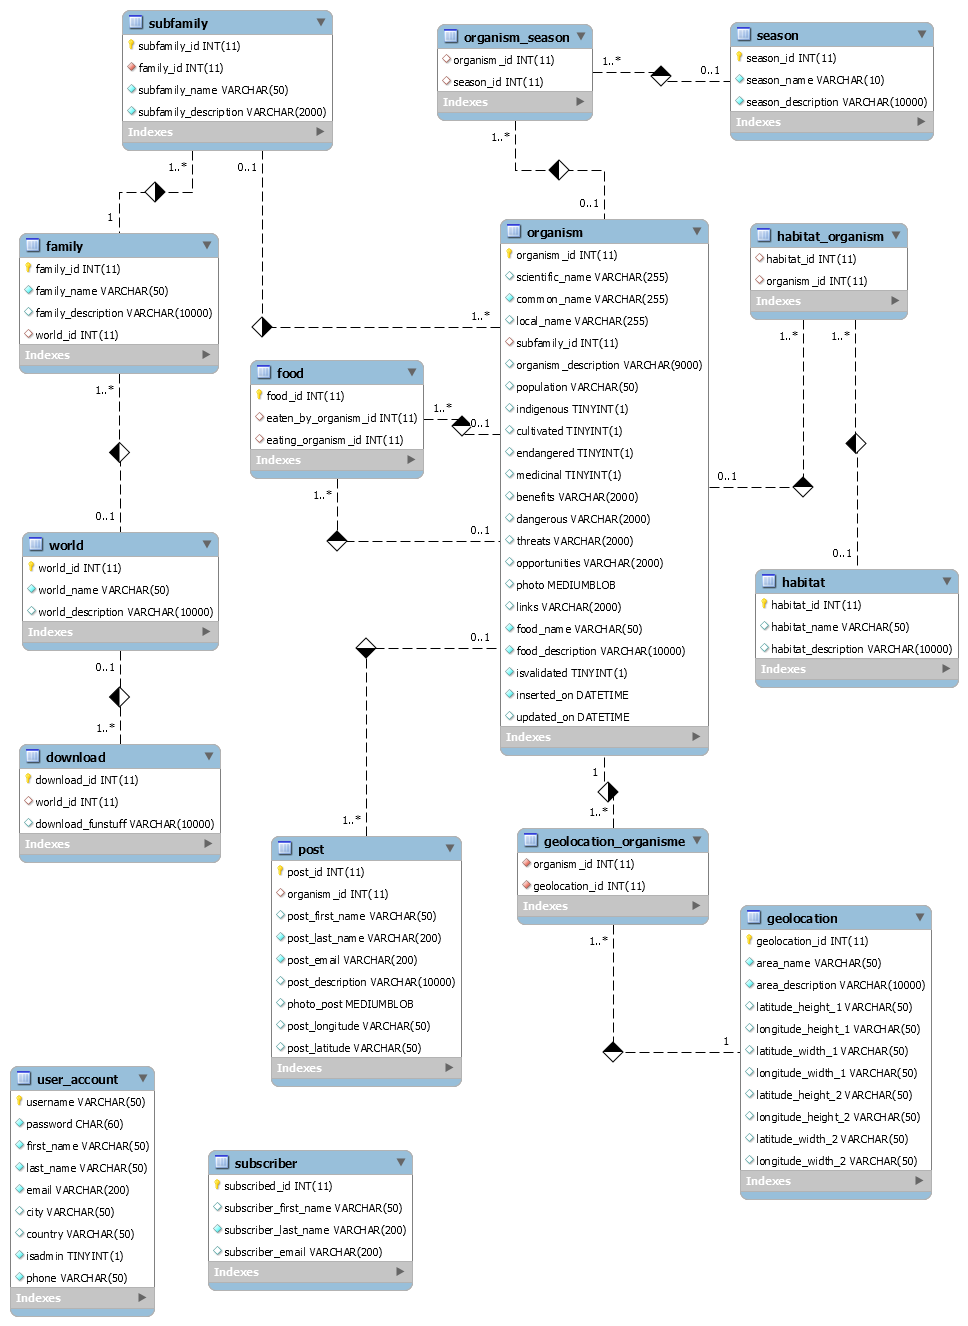 subfamily
subfamily_id INT(11)
family_id INT(11)
subfamily_name VARCHAR(50)
subfamily_description VARCHAR(2000)
Indexes
organism_season
organism_id INT(11)
season_id INT(11)
Indexes
season
season_id INT(11)
season_name VARCHAR(10)
season_description VARCHAR(10000)
Indexes
1..*
0..1
1..*
0..1
1..*
0..1
1
family
family_id INT(11)
family_name VARCHAR(50)
family_description VARCHAR(10000)
world_id INT(11)
Indexes
1..*
organism
organism_id INT(11)
scientific_name VARCHAR(255)
common_name VARCHAR(255)
local_name VARCHAR(255)
subfamily_id INT(11)
organism_description VARCHAR(9000)
population VARCHAR(50)
indigenous TINYINT(1)
cultivated TINYINT(1)
endangered TINYINT(1)
medicinal TINYINT(1)
benefits VARCHAR(2000)
dangerous VARCHAR(2000)
threats VARCHAR(2000)
opportunities VARCHAR(2000)
photo MEDIUMBLOB
links VARCHAR(2000)
food_name VARCHAR(50)
food_description VARCHAR(10000)
isvalidated TINYINT(1)
inserted_on DATETIME
updated_on DATETIME
Indexes
habitat_organism
habitat_id INT(11)
organism_id INT(11)
Indexes
1..*
1..*
0..1
0..1
food
food_id INT(11)
eaten_by_organism_id INT(11)
eating_organism_id INT(11)
Indexes
1..*
0..1
1..*
0..1
1..*
0..1
world
world_id INT(11)
world_name VARCHAR(50)
world_description VARCHAR(10000)
Indexes
0..1
1..*
habitat
habitat_id INT(11)
habitat_name VARCHAR(50)
habitat_description VARCHAR(10000)
Indexes
download
download_id INT(11)
world_id INT(11)
download_funstuff VARCHAR(10000)
Indexes
0..1
1..*
1
1..*
post
post_id INT(11)
organism_id INT(11)
post_first_name VARCHAR(50)
post_last_name VARCHAR(200)
post_email VARCHAR(200)
post_description VARCHAR(10000)
photo_post MEDIUMBLOB
post_longitude VARCHAR(50)
post_latitude VARCHAR(50)
Indexes
geolocation_organisme
organism_id INT(11)
geolocation_id INT(11)
Indexes
1..*
1
geolocation
geolocation_id INT(11)
area_name VARCHAR(50)
area_description VARCHAR(10000)
latitude_height_1 VARCHAR(50)
longitude_height_1 VARCHAR(50)
latitude_width_1 VARCHAR(50)
longitude_width_1 VARCHAR(50)
latitude_height_2 VARCHAR(50)
longitude_height_2 VARCHAR(50)
latitude_width_2 VARCHAR(50)
longitude_width_2 VARCHAR(50)
Indexes
user_account
username VARCHAR(50)
password CHAR(60)
first_name VARCHAR(50)
last_name VARCHAR(50)
email VARCHAR(200)
city VARCHAR(50)
country VARCHAR(50)
isadmin TINYINT(1)
phone VARCHAR(50)
Indexes
subscriber
subscribed_id INT(11)
subscriber_first_name VARCHAR(50)
subscriber_last_name VARCHAR(200)
subscriber_email VARCHAR(200)
Indexes